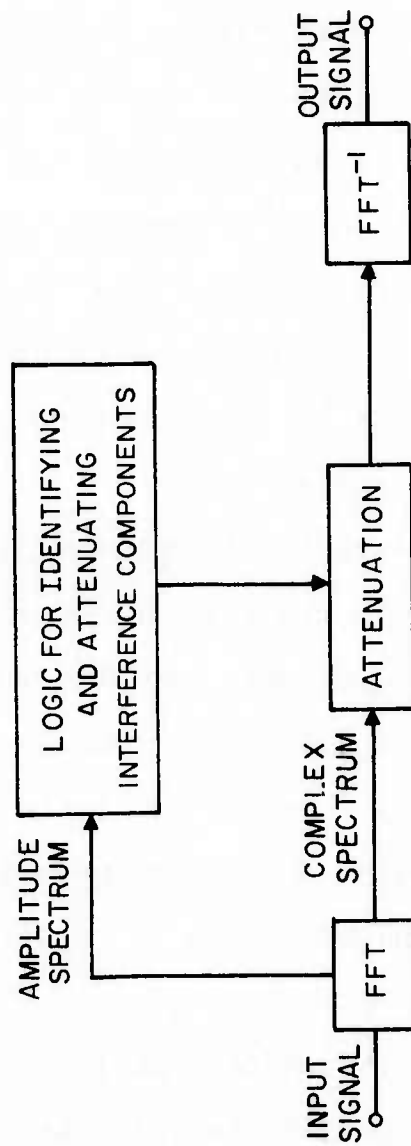 INPUT
SIGNAL
FFT
AMPLITUDE
SPECTRUM
LOGIC FOR IDENTIFYING
AND ATTENUATING
INTERFERENCE COMPONENTS
COMPLEX
SPECTRUM
ATTENUATION
FFT⁻¹
OUTPUT
SIGNAL